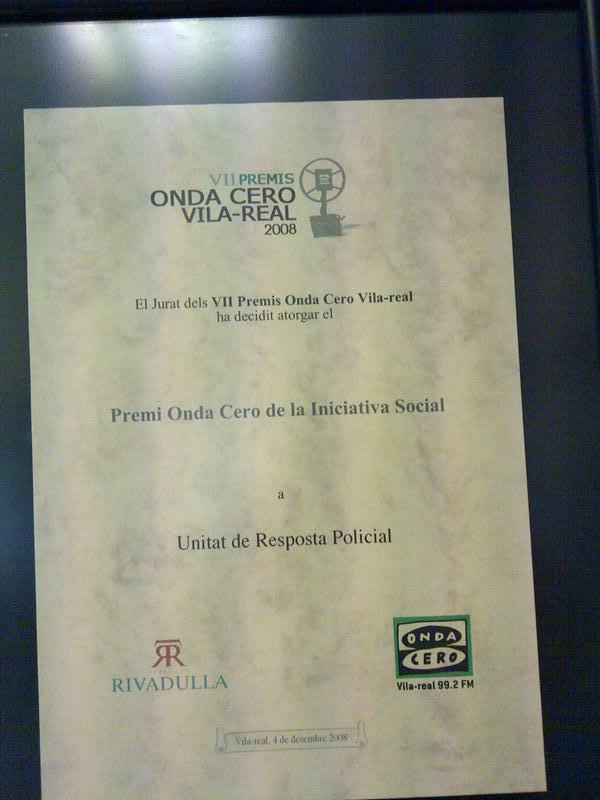 VII PREMIS
ONDA CERO
VILA-REAL
2008
El Jurat dels VII Premis Onda Cero Vila-real
ha decidit atorgar el
Premi Onda Cero de la Iniciativa Social
a
Unitat de Resposta Policial
RIVADULLA
ONDA
CERO
Vila-real 99.2 FM
Vila-real, 4 de desembre 2008